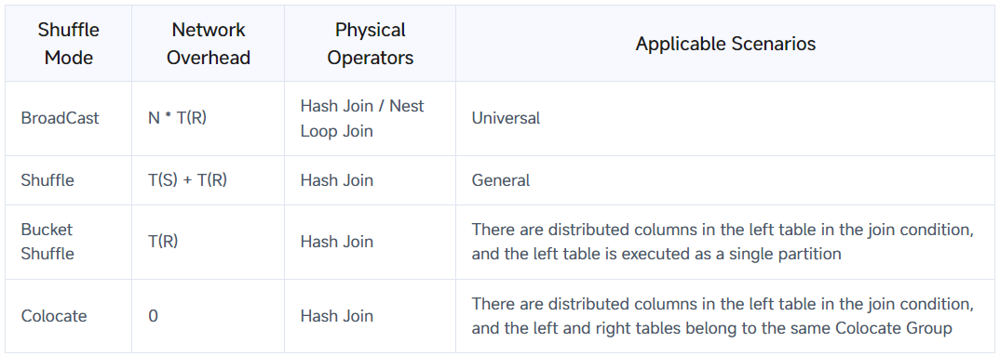 Shuffle
Mode
Network
Overhead
Physical
Operators
Applicable Scenarios
BroadCast
N * T(R)
Hash Join / Nest
Loop Join
Universal
Shuffle
T(S) + T(R)
Hash Join
General
Bucket
Shuffle
T(R)
Hash Join
There are distributed columns in the left table in the join condition,
and the left table is executed as a single partition
Colocate
0
Hash Join
There are distributed columns in the left table in the join condition,
and the left and right tables belong to the same Colocate Group